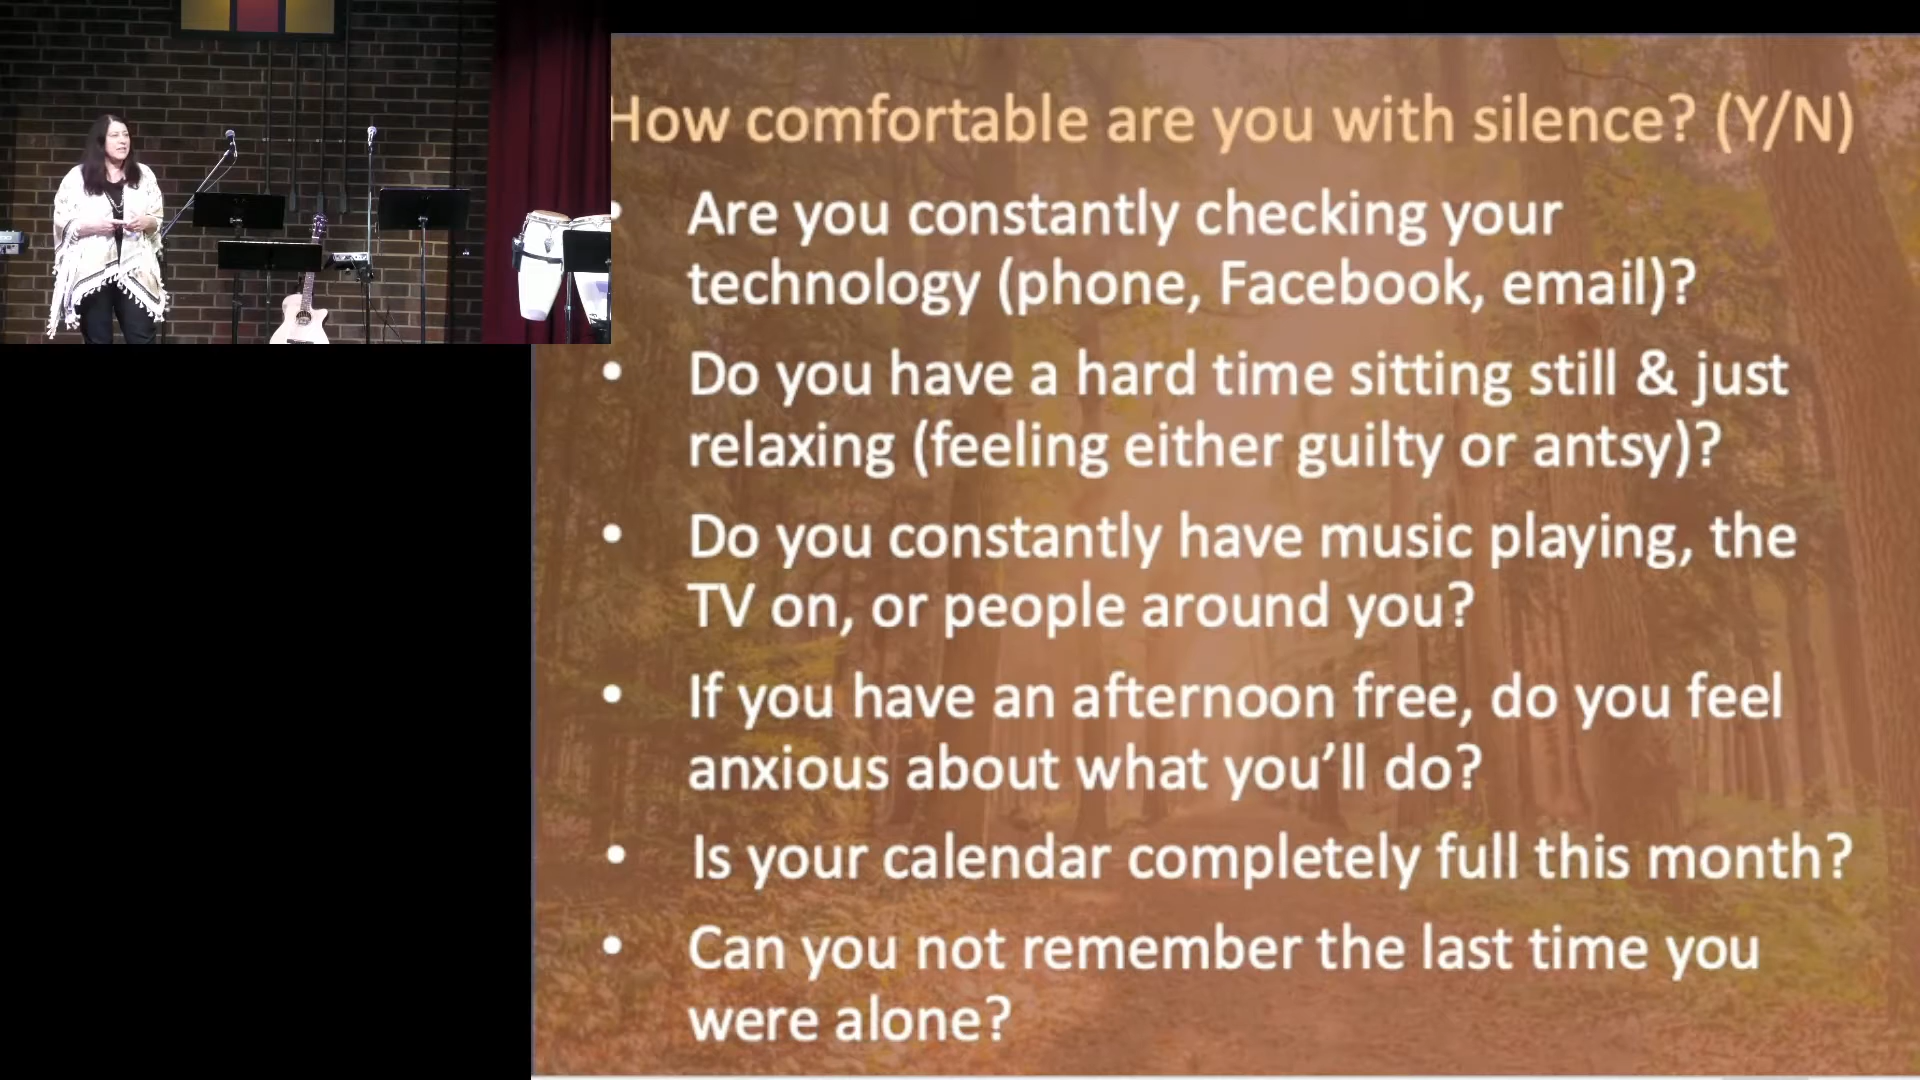 How comfortable are you with silence? (Y/N)
• Are you constantly checking your
technology (phone, Facebook, email)?
• Do you have a hard time sitting still & just
relaxing (feeling either guilty or antsy)?
• Do you constantly have music playing, the
TV on, or people around you?
• If you have an afternoon free, do you feel
anxious about what you’ll do?
• Is your calendar completely full this month?
• Can you not remember the last time you
were alone?